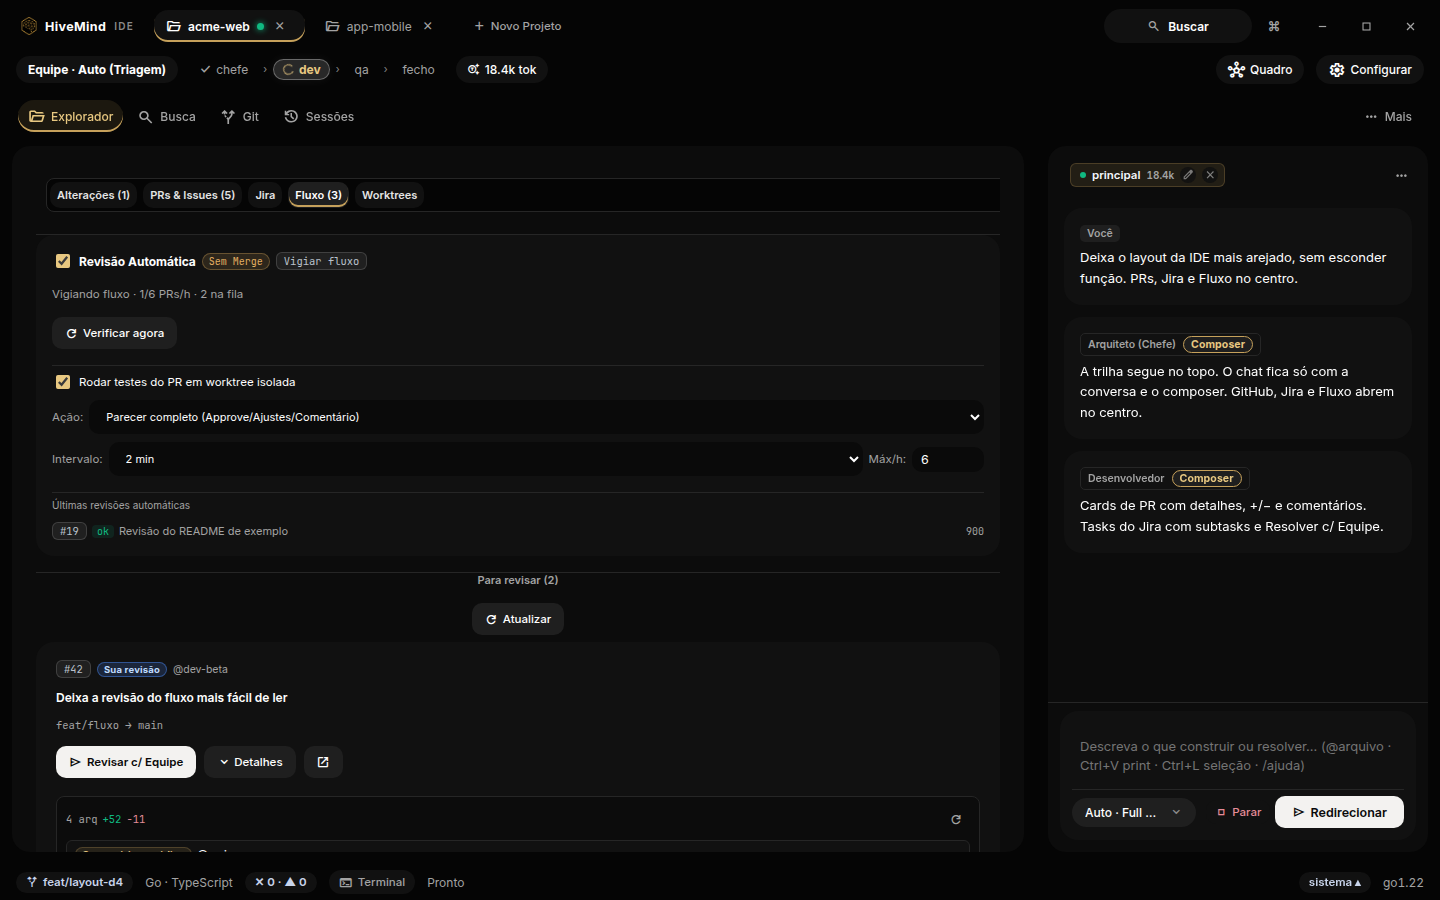 HiveMind IDE
acme-web
app-mobile
Novo Projeto
Buscar
Equipe · Auto (Triagem)
chefe
dev
qa
fecho
18.4k tok
Quadro
Configurar
Explorador
Busca
Git
Sessões
Mais
Alterações (1)
PRs & Issues (5)
Jira
Fluxo (3)
Worktrees
Revisão Automática
Sem Merge
Vigiar fluxo
Vigiando fluxo · 1/6 PRs/h · 2 na fila
Verificar agora
Rodar testes do PR em worktree isolada
Ação: Parecer completo (Approve/Ajustes/Comentário)
Intervalo: 2 min
Máx/h: 6
Últimas revisões automáticas
#19 ok Revisão do README de exemplo 900
Para revisar (2)
Atualizar
#42 Sua revisão @dev-beta
Deixa a revisão do fluxo mais fácil de ler
feat/fluxo → main
Revisar c/ Equipe
Detalhes
4 arq +52 -11
principal 18.4k
Você
Deixa o layout da IDE mais arejado, sem esconder
função. PRs, Jira e Fluxo no centro.
Arquiteto (Chefe) Composer
A trilha segue no topo. O chat fica só com a
conversa e o composer. GitHub, Jira e Fluxo abrem
no centro.
Desenvolvedor Composer
Cards de PR com detalhes, +/− e comentários.
Tasks do Jira com subtasks e Resolver c/ Equipe.
Descreva o que construir ou resolver... (@arquivo ·
Ctrl+V print · Ctrl+L seleção · /ajuda)
Auto · Full ...
Parar
Redirecionar
feat/layout-d4
Go · TypeScript
✕ 0 · ▲ 0
Terminal
Pronto
sistema ▴
go1.22